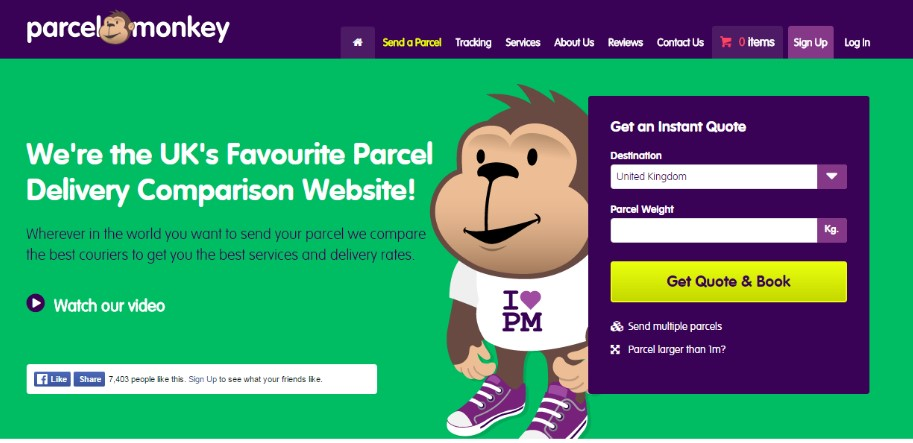 parcel monkey
Send a Parcel Tracking Services About Us Reviews Contact Us 0 items Sign Up Log In
We're the UK's Favourite Parcel
Delivery Comparison Website!
Wherever in the world you want to send your parcel we compare
the best couriers to get you the best services and delivery rates.
Watch our video
Like Share 7,403 people like this. Sign Up to see what your friends like.
I
PM
Get an Instant Quote
Destination
United Kingdom
Parcel Weight
Kg.
Get Quote & Book
Send multiple parcels
Parcel larger than 1m?